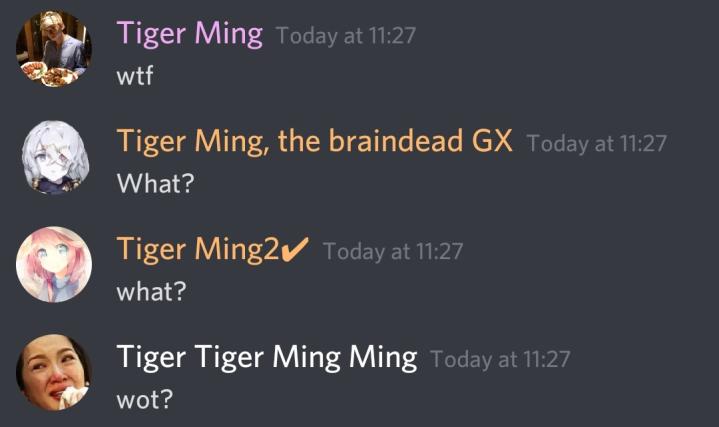 Tiger Ming Today at 11:27
wtf
Tiger Ming, the braindead GX Today at 11:27
What?
Tiger Ming2✔ Today at 11:27
what?
Tiger Tiger Ming Ming Today at 11:27
wot?